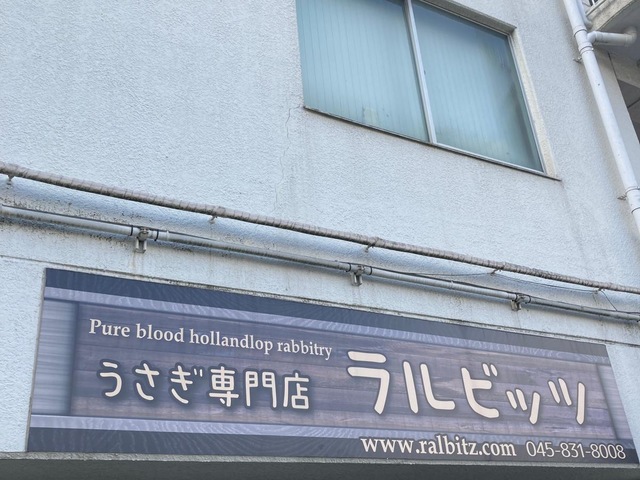 Pure blood hollandlop rabbitry
うさぎ専門店 ラルビッツ
www.ralbitz.com 045-831-8008